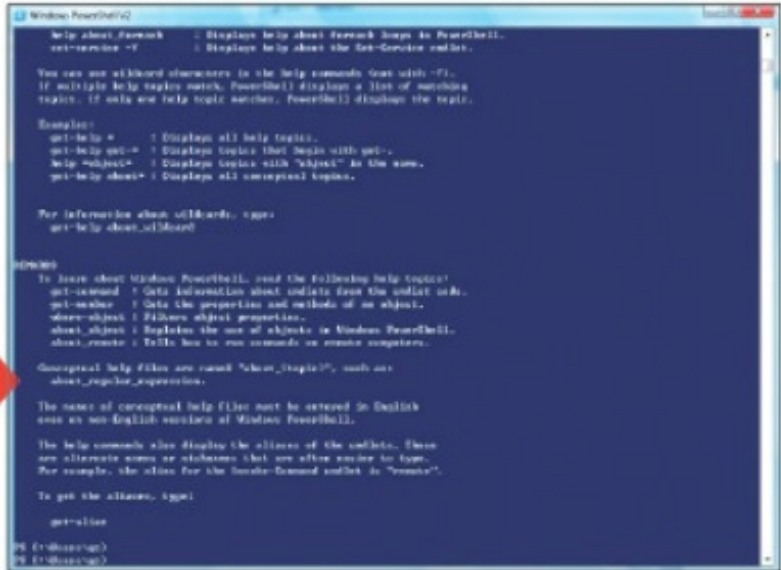 Windows PowerShell V2
help about_foreach : Displays help about foreach loops in PowerShell.
set-service -? : Displays help about the Set-Service cmdlet.
You can use wildcard characters in the help commands (not with -?).
If multiple help topics match, PowerShell displays a list of matching
topics. If only one help topic matches, PowerShell displays the topic.
Examples:
get-help * : Displays all help topics.
get-help get-* : Displays topics that begin with get-.
help *object* : Displays topics with "object" in the name.
get-help about* : Displays all conceptual topics.
For information about wildcards, type:
get-help about_wildcard
REMARKS
To learn about Windows PowerShell, read the following help topics:
get-command : Gets information about cmdlets from the cmdlet code.
get-member : Gets the properties and methods of an object.
where-object : Filters object properties.
about_object : Explains the use of objects in Windows PowerShell.
about_remote : Tells how to run commands on remote computers.
Conceptual help files are named "about_(topic)", such as:
about_regular_expression.
The names of conceptual help files must be entered in English
even on non-English versions of Windows PowerShell.
The help commands also display the aliases of the cmdlets. These
are alternate names or nicknames that are often easier to type.
For example, the alias for the Invoke-Command cmdlet is "remote".
To get the aliases, type:
get-alias